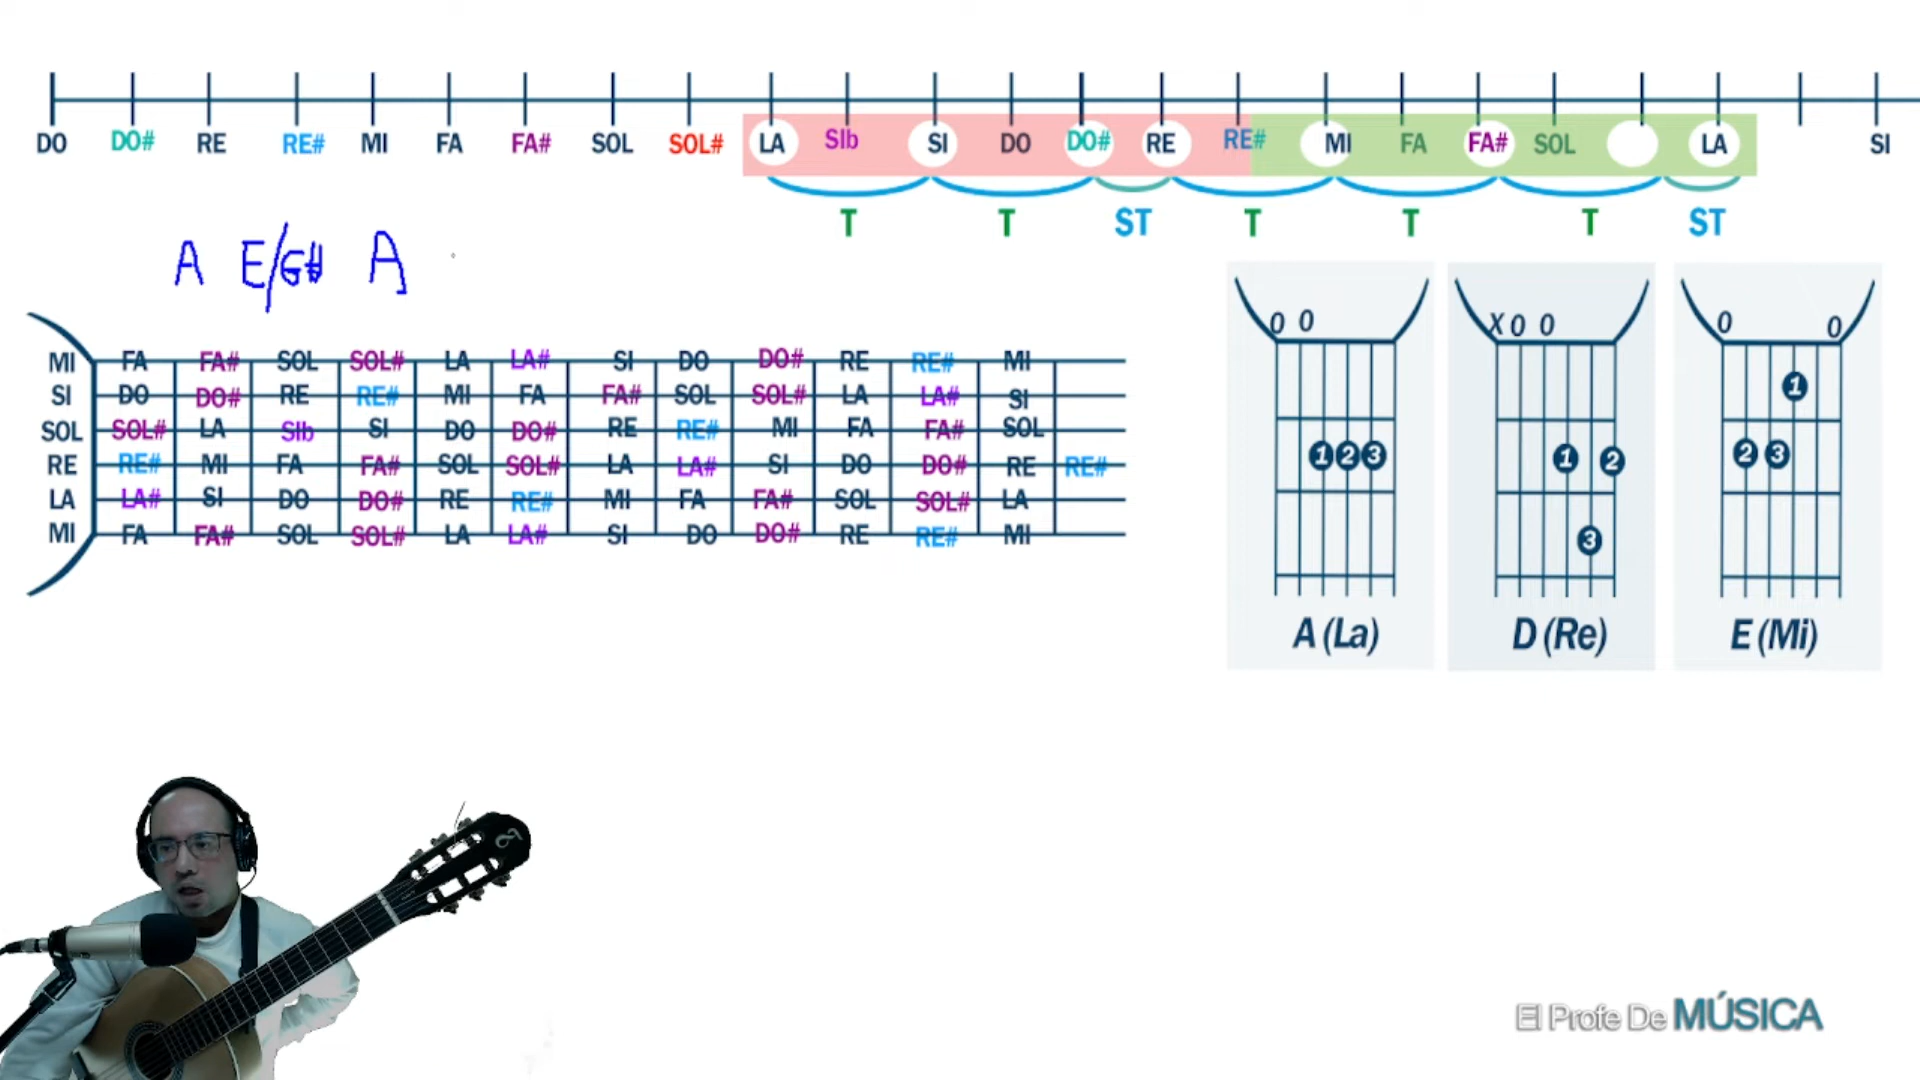 DO DO# RE RE# MI FA FA# SOL SOL# LA SIb SI DO DO# RE RE# MI FA FA# SOL LA SI
T T ST T T T ST
A E/G# A
0 0 X 0 0 0 0
MI FA FA# SOL SOL# LA LA# SI DO DO# RE RE# MI
SI DO DO# RE RE# MI FA FA# SOL SOL# LA LA# SI
SOL SOL# LA SIb SI DO DO# RE RE# MI FA FA# SOL
RE RE# MI FA FA# SOL SOL# LA LA# SI DO DO# RE RE#
LA LA# SI DO DO# RE RE# MI FA FA# SOL SOL# LA
MI FA FA# SOL SOL# LA LA# SI DO DO# RE RE# MI
1
1 2 3 1 2 2 3
3
A (La) D (Re) E (Mi)
El Profe De MÚSICA